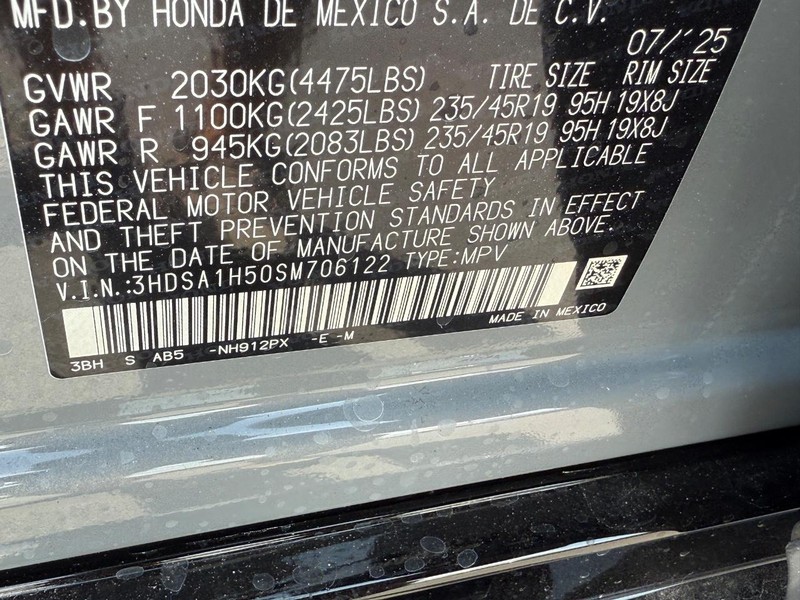 MFD.BY HONDA DE MEXICO S.A. DE C.V.
07/'25
GVWR 2030KG(4475LBS) TIRE SIZE RIM SIZE
GAWR F 1100KG(2425LBS) 235/45R19 95H 19X8J
GAWR R 945KG(2083LBS) 235/45R19 95H 19X8J
THIS VEHICLE CONFORMS TO ALL APPLICABLE
FEDERAL MOTOR VEHICLE SAFETY
AND THEFT PREVENTION STANDARDS IN EFFECT
ON THE DATE OF MANUFACTURE SHOWN ABOVE.
V.I.N.:3HDSA1H50SM706122 TYPE:MPV
3BH S AB5 -NH912PX -E -M MADE IN MEXICO